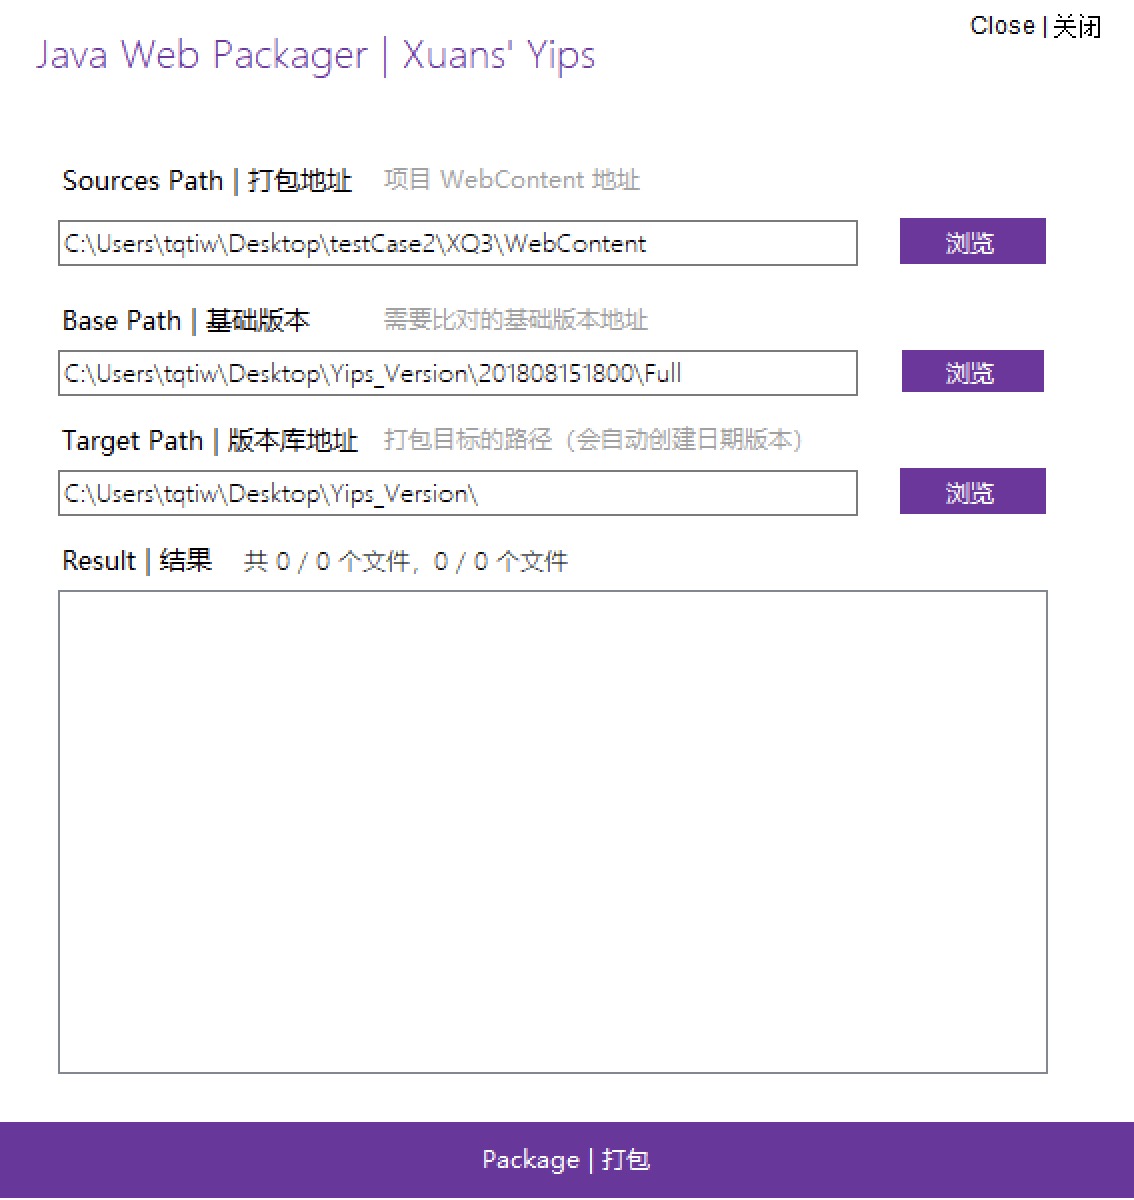 Close | 关闭
Java Web Packager | Xuans' Yips
Sources Path | 打包地址 项目 WebContent 地址
C:\Users\tqtiw\Desktop\testCase2\XQ3\WebContent 浏览
Base Path | 基础版本 需要比对的基础版本地址
C:\Users\tqtiw\Desktop\Yips_Version\201808151800\Full 浏览
Target Path | 版本库地址 打包目标的路径（会自动创建日期版本）
C:\Users\tqtiw\Desktop\Yips_Version\ 浏览
Result | 结果 共 0 / 0 个文件，0 / 0 个文件
Package | 打包